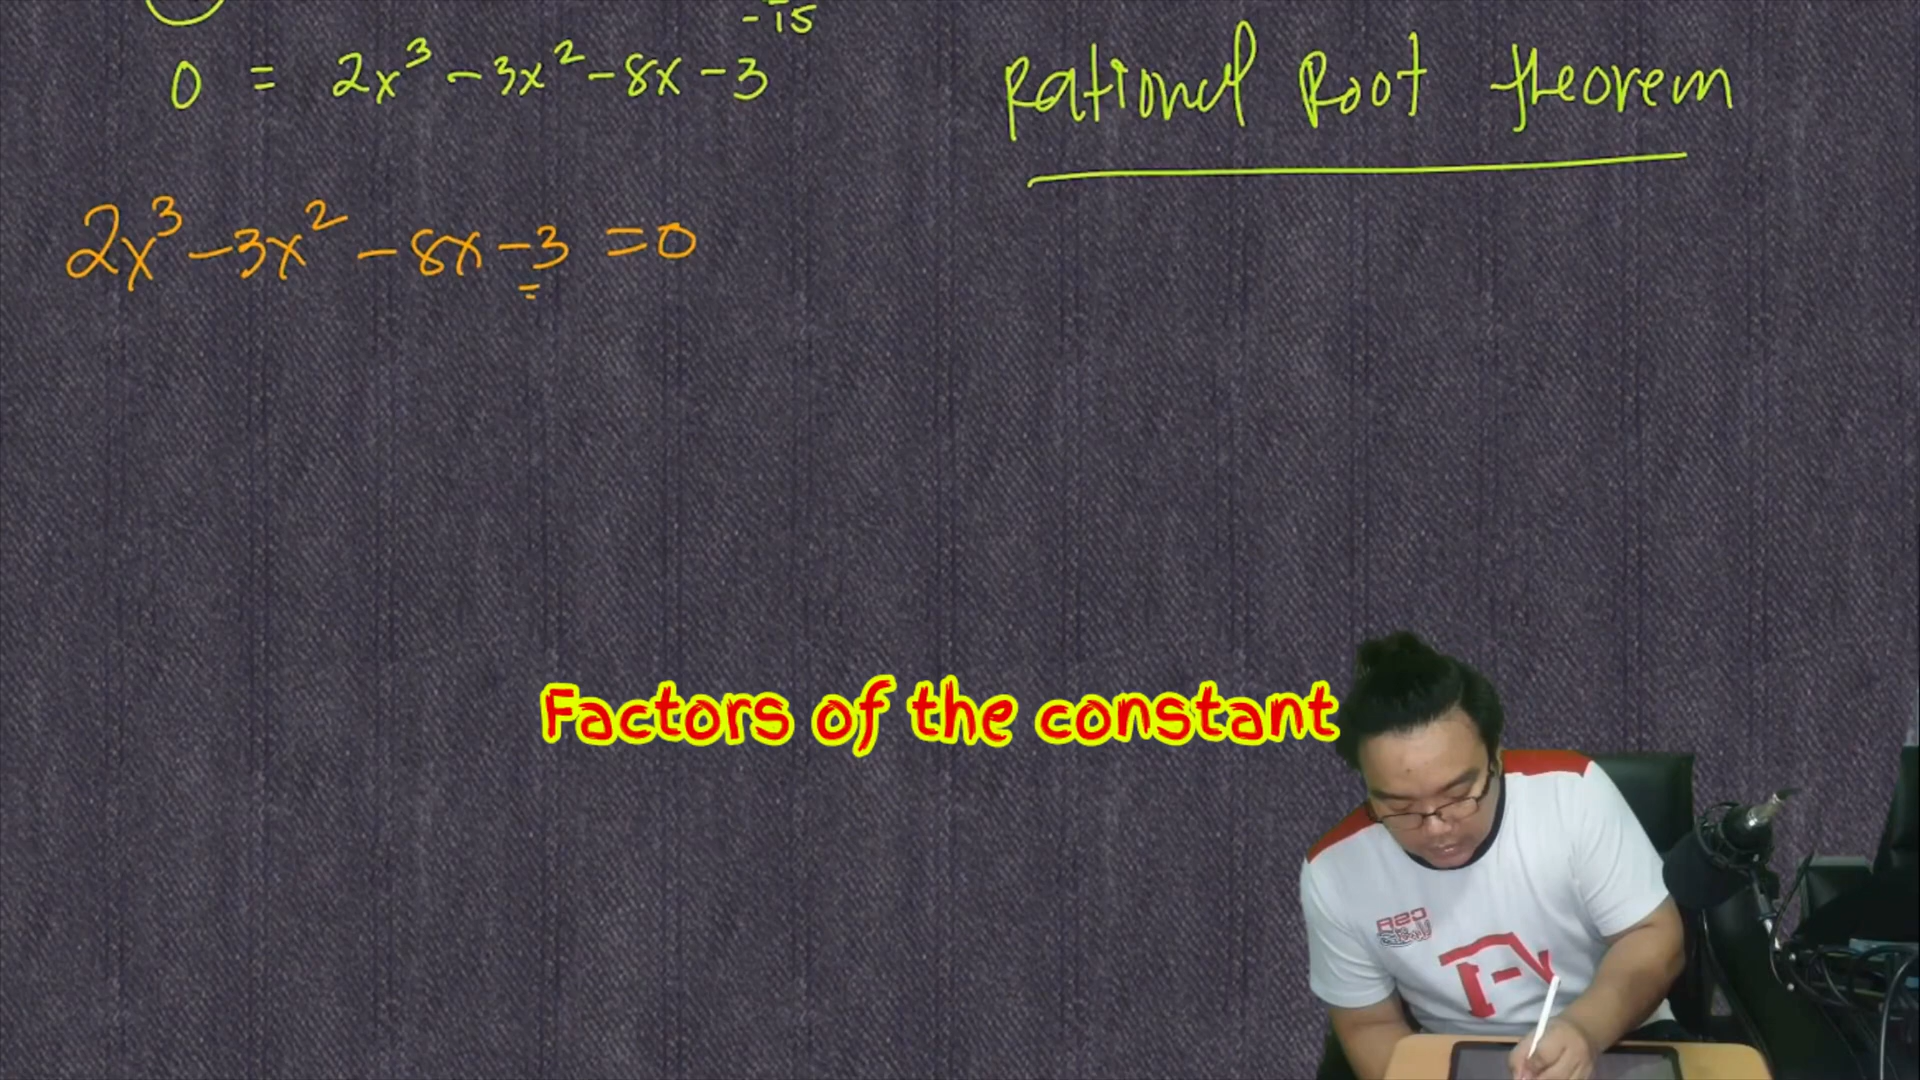 -15
0 = 2x³ - 3x² - 8x - 3
Rational Root theorem
2x³ - 3x² - 8x - 3 = 0
Factors of the constant